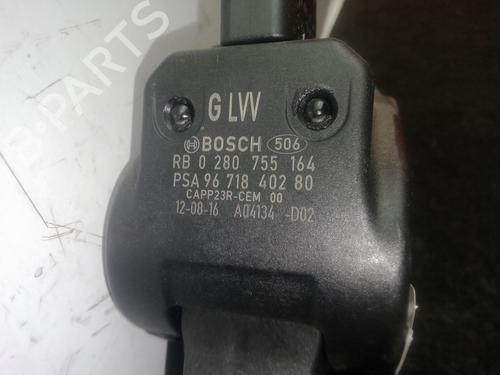 G LVV
BOSCH 506
RB 0 280 755 164
PSA 96 718 402 80
CAPP23R-CEM 00
12-08-16 A04134 -D02
PARTS